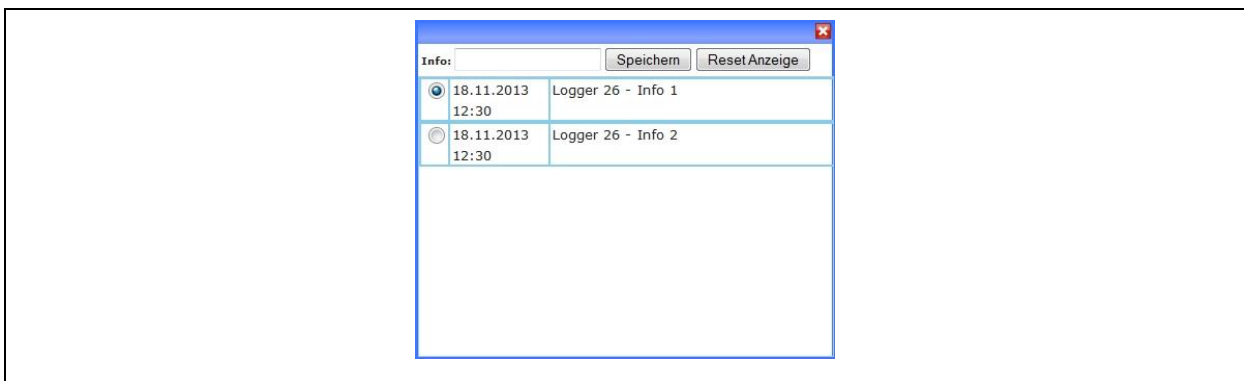 Info: Speichern Reset Anzeige
18.11.2013 Logger 26 - Info 1
12:30
18.11.2013 Logger 26 - Info 2
12:30